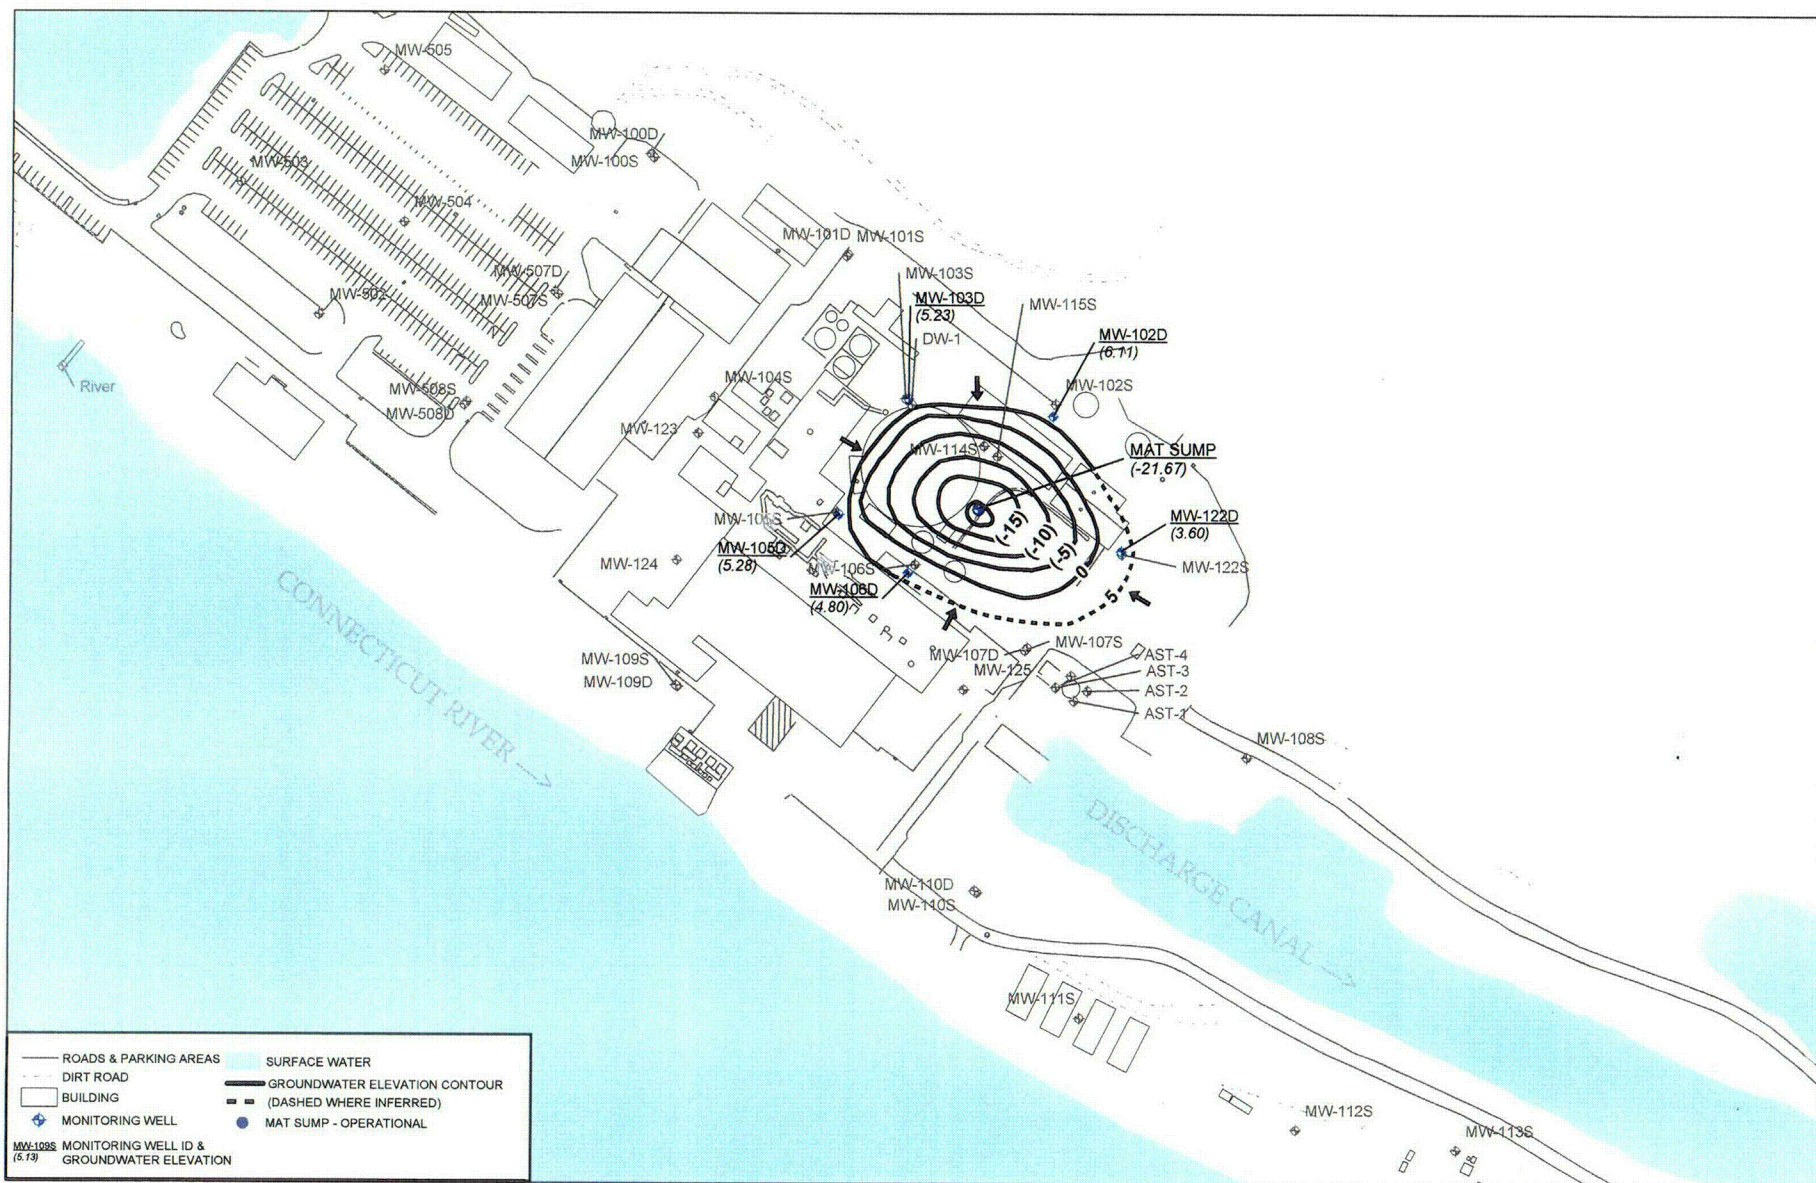 MW-505
MW-100D
MW-100S
MW-503
MW-504
MW-101D
MW-101S
MW-507D
MW-507S
MW-502
MW-103S
MW-103D
(5.23)
MW-115S
DW-1
MW-102D
(6.11)
River
MW-508S
MW-508D
MW-104S
MW-102S
MW-123
MW-114S
MAT SUMP
(-21.67)
MW-105S
MW-105D
(5.28)
(-15)
(-10)
(-5)
0
5
MW-122D
(3.60)
MW-122S
MW-124
MW-106S
MW-106D
(4.80)
MW-109S
MW-109D
MW-107D
MW-107S
MW-125
AST-4
AST-3
AST-2
AST-1
CONNECTICUT RIVER --->
MW-108S
DISCHARGE CANAL --->
MW-110D
MW-110S
MW-111S
MW-112S
MW-113S
ROADS & PARKING AREAS
DIRT ROAD
BUILDING
MONITORING WELL
MW-109S
(5.13)
MONITORING WELL ID &
GROUNDWATER ELEVATION
SURFACE WATER
GROUNDWATER ELEVATION CONTOUR
(DASHED WHERE INFERRED)
MAT SUMP - OPERATIONAL